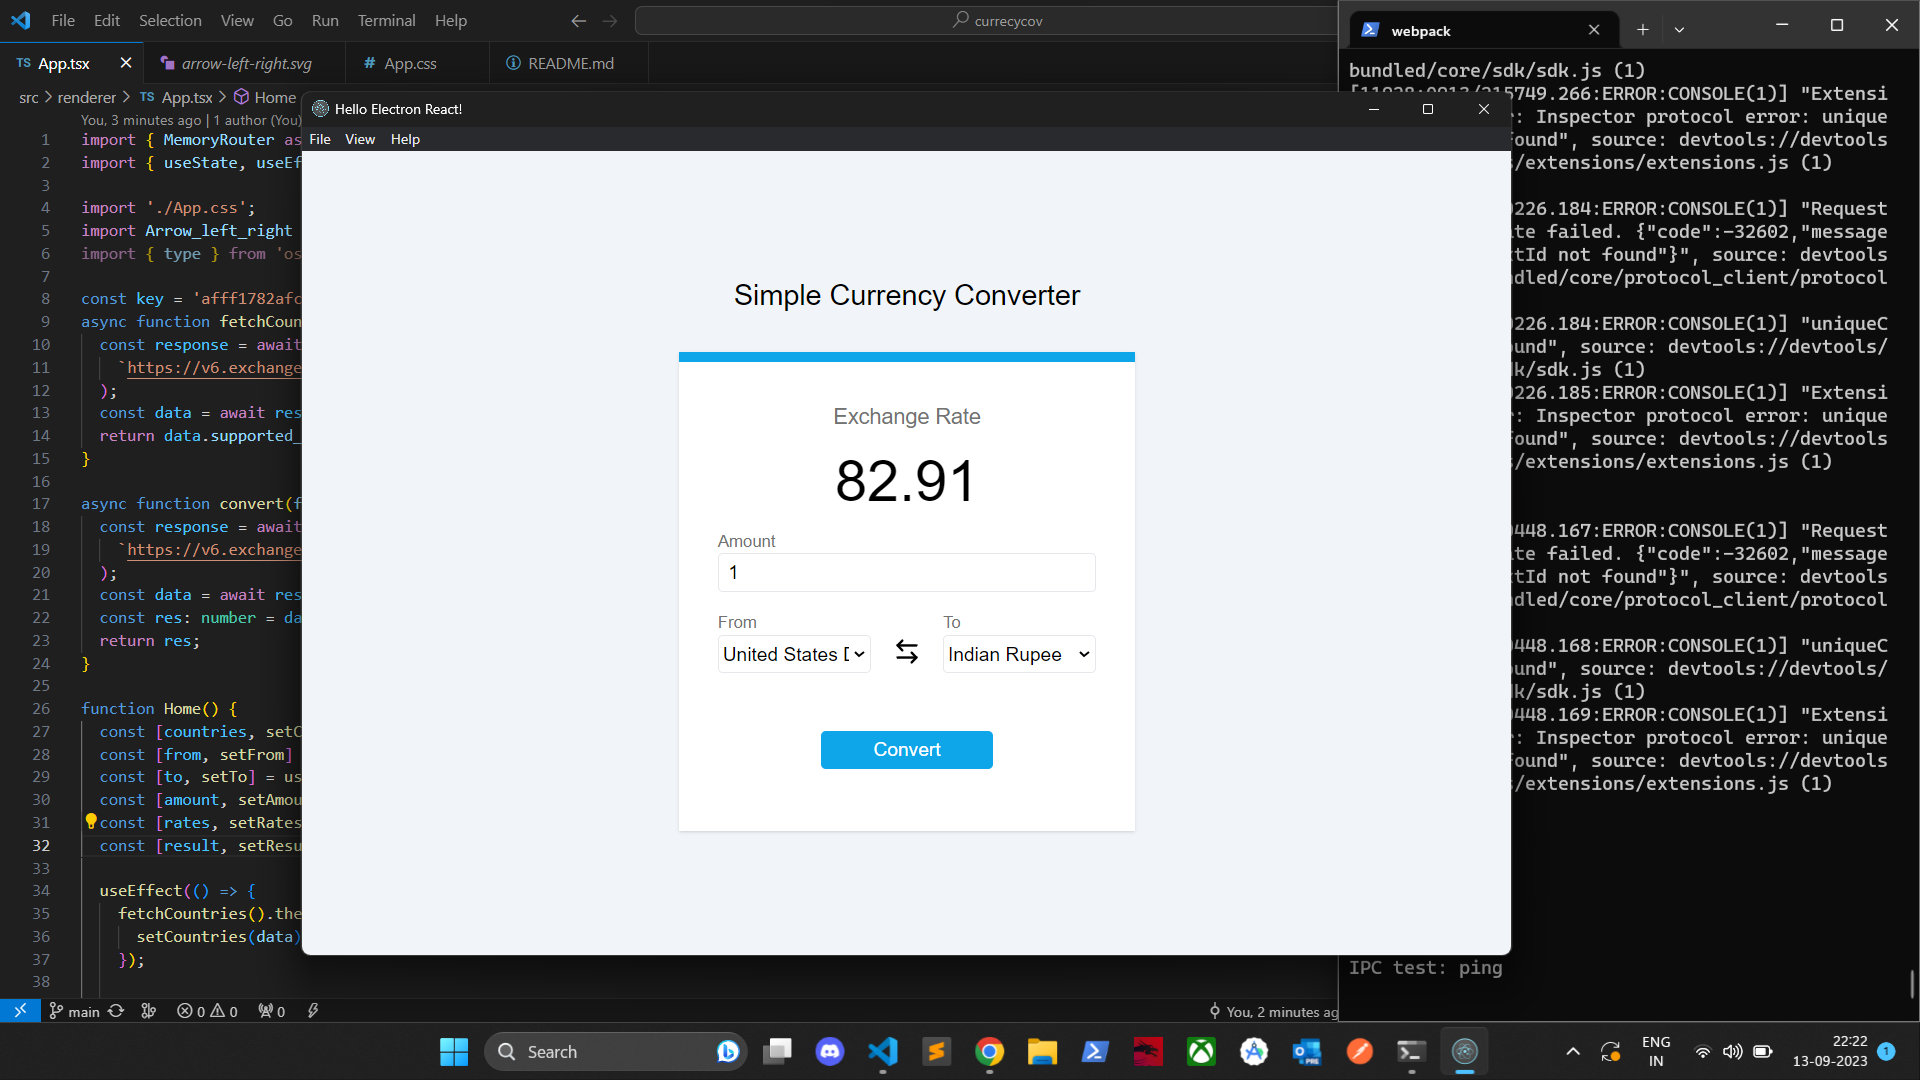 File Edit Selection View Go Run Terminal Help
currecycov
TS App.tsx
arrow-left-right.svg
# App.css
README.md
src > renderer > TS App.tsx > Home
You, 3 minutes ago | 1 author (You)
1 import { MemoryRouter as
2 import { useState, useEf
3
4 import './App.css';
5 import Arrow_left_right
6 import { type } from 'os
7
8 const key = 'afff1782afc
9 async function fetchCoun
10 const response = await
11 `https://v6.exchange
12 );
13 const data = await res
14 return data.supported_
15 }
16
17 async function convert(f
18 const response = await
19 `https://v6.exchange
20 );
21 const data = await res
22 const res: number = da
23 return res;
24 }
25
26 function Home() {
27 const [countries, setC
28 const [from, setFrom]
29 const [to, setTo] = us
30 const [amount, setAmou
31 const [rates, setRates
32 const [result, setResu
33
34 useEffect(() => {
35 fetchCountries().the
36 setCountries(data)
37 });
38
main
0 0
0
You, 2 minutes ag
Hello Electron React!
File View Help
Simple Currency Converter
Exchange Rate
82.91
Amount
1
From
To
United States D
Indian Rupee
Convert
webpack
bundled/core/sdk/sdk.js (1)
[11028:0913/215749.266:ERROR:CONSOLE(1)] "Extensi
: Inspector protocol error: unique
ound", source: devtools://devtools
/extensions/extensions.js (1)
226.184:ERROR:CONSOLE(1)] "Request
te failed. {"code":-32602,"message
tId not found"}", source: devtools
dled/core/protocol_client/protocol
226.184:ERROR:CONSOLE(1)] "uniqueC
und", source: devtools://devtools/
k/sdk.js (1)
226.185:ERROR:CONSOLE(1)] "Extensi
: Inspector protocol error: unique
ound", source: devtools://devtools
/extensions/extensions.js (1)
448.167:ERROR:CONSOLE(1)] "Request
te failed. {"code":-32602,"message
tId not found"}", source: devtools
dled/core/protocol_client/protocol
448.168:ERROR:CONSOLE(1)] "uniqueC
und", source: devtools://devtools/
k/sdk.js (1)
448.169:ERROR:CONSOLE(1)] "Extensi
: Inspector protocol error: unique
ound", source: devtools://devtools
/extensions/extensions.js (1)
IPC test: ping
Search
ENG
IN
22:22
13-09-2023
1